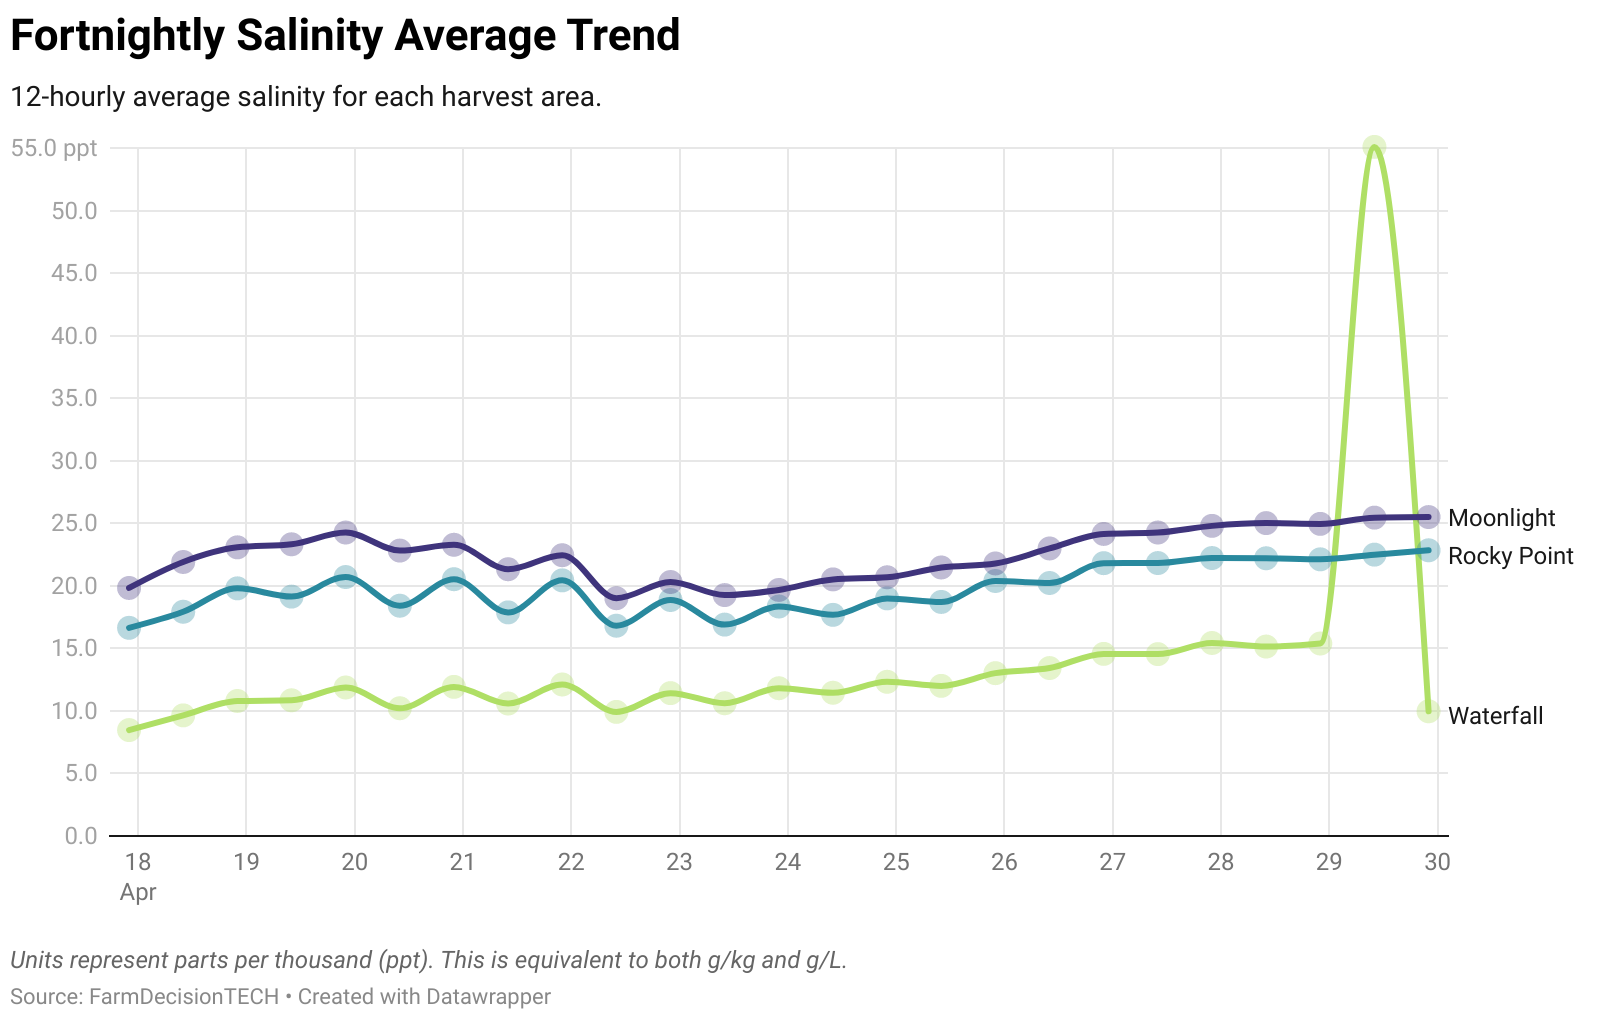 Fortnightly Salinity Average Trend
12-hourly average salinity for each harvest area.
55.0 ppt
50.0
45.0
40.0
35.0
30.0
25.0
20.0
15.0
10.0
5.0
0.0
Moonlight
Rocky Point
Waterfall
18 19 20 21 22 23 24 25 26 27 28 29 30
Apr
Units represent parts per thousand (ppt). This is equivalent to both g/kg and g/L.
Source: FarmDecisionTECH • Created with Datawrapper